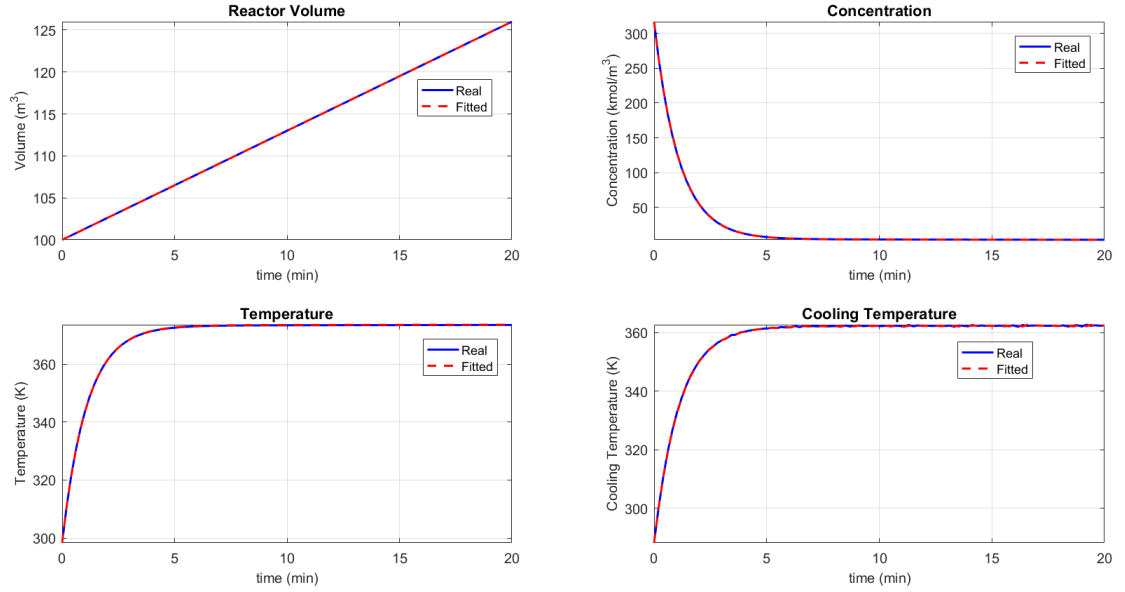 Reactor Volume
Volume (m³)
125
120
115
110
105
100
0 5 10 15 20
time (min)
Real
Fitted
Concentration
Concentration (kmol/m³)
300
250
200
150
100
50
0 5 10 15 20
time (min)
Real
Fitted
Temperature
Temperature (K)
360
340
320
300
0 5 10 15 20
time (min)
Real
Fitted
Cooling Temperature
Cooling Temperature (K)
360
340
320
300
0 5 10 15 20
time (min)
Real
Fitted